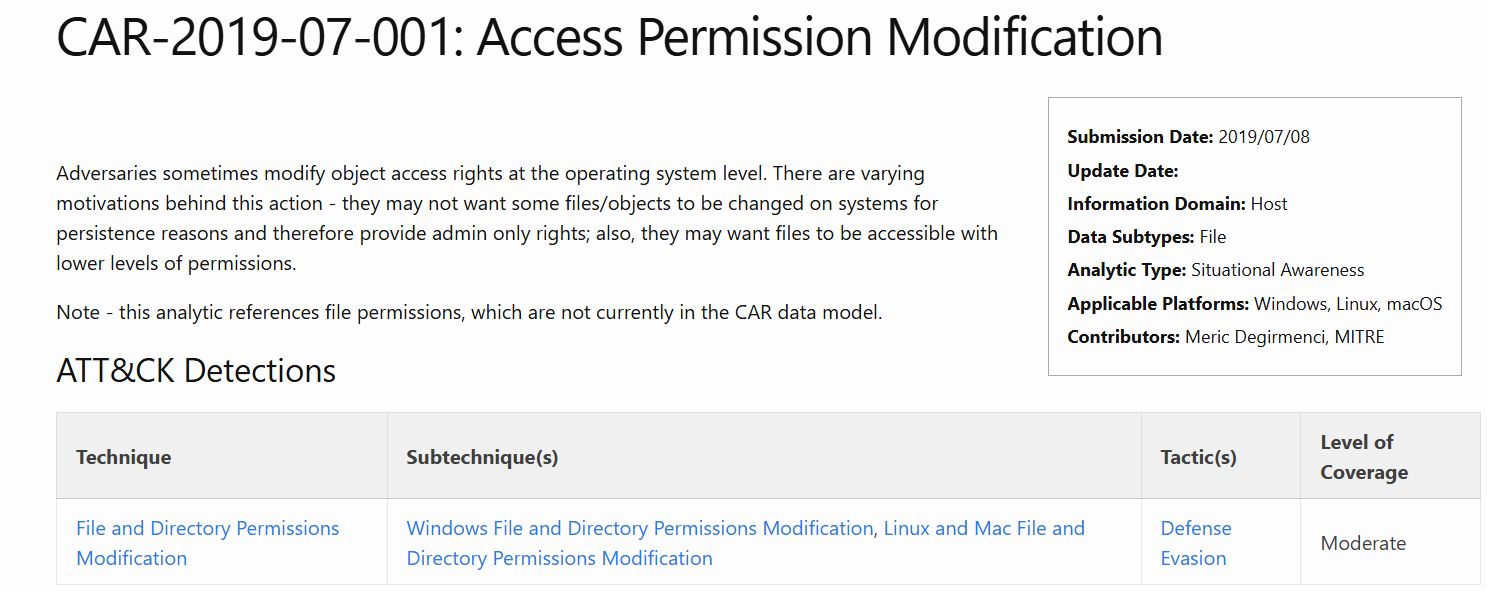 CAR-2019-07-001: Access Permission Modification
Submission Date: 2019/07/08
Update Date:
Information Domain: Host
Data Subtypes: File
Analytic Type: Situational Awareness
Applicable Platforms: Windows, Linux, macOS
Contributors: Meric Degirmenci, MITRE
Adversaries sometimes modify object access rights at the operating system level. There are varying
motivations behind this action - they may not want some files/objects to be changed on systems for
persistence reasons and therefore provide admin only rights; also, they may want files to be accessible with
lower levels of permissions.
Note - this analytic references file permissions, which are not currently in the CAR data model.
ATT&CK Detections
Technique
Subtechnique(s)
Tactic(s)
Level of
Coverage
File and Directory Permissions
Modification
Windows File and Directory Permissions Modification, Linux and Mac File and
Directory Permissions Modification
Defense
Evasion
Moderate